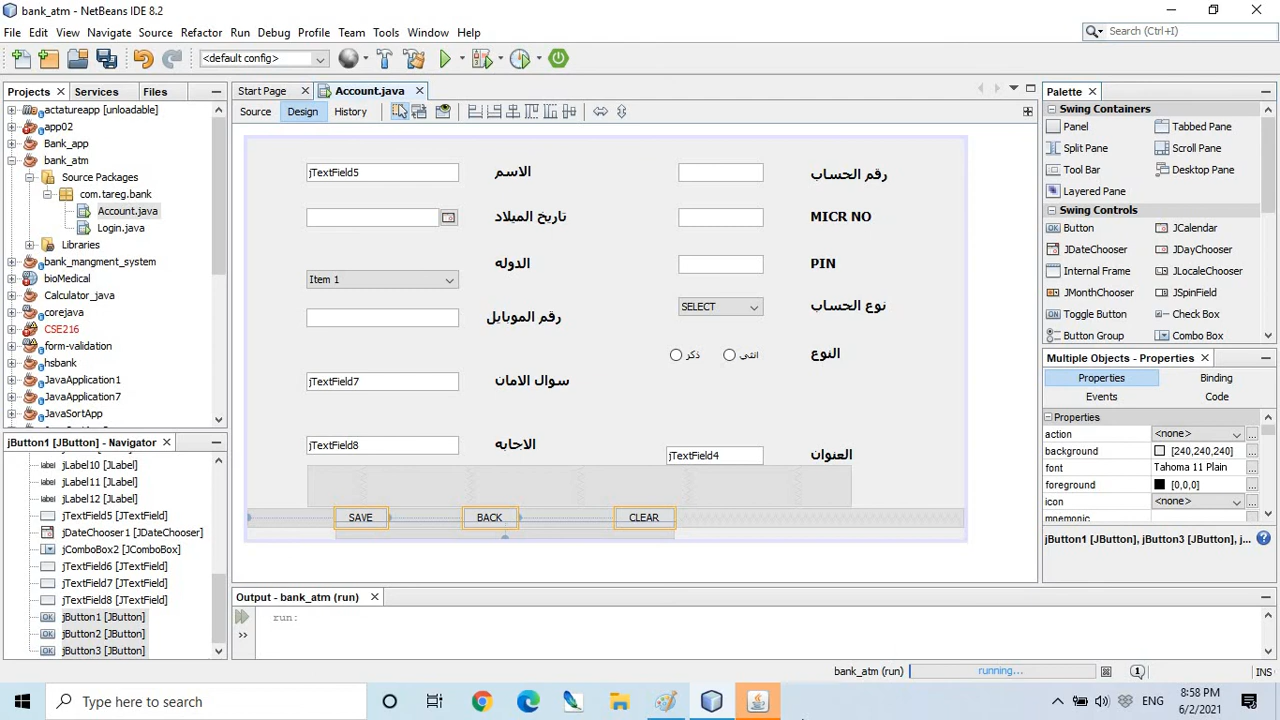 bank_atm - NetBeans IDE 8.2
File Edit View Navigate Source Refactor Run Debug Profile Team Tools Window Help
Search (Ctrl+I)
<default config>
Projects Services Files
actatureapp [unloadable]
app02
Bank_app
bank_atm
Source Packages
com.tareg.bank
Account.java
Login.java
Libraries
bank_mangment_system
bioMedical
Calculator_java
corejava
CSE216
form-validation
hsbank
JavaApplication1
JavaApplication7
JavaSortApp
jButton1 [JButton] - Navigator
jLabel10 [JLabel]
jLabel11 [JLabel]
jLabel12 [JLabel]
jTextField5 [JTextField]
jDateChooser1 [JDateChooser]
jComboBox2 [JComboBox]
jTextField6 [JTextField]
jTextField7 [JTextField]
jTextField8 [JTextField]
jButton1 [JButton]
jButton2 [JButton]
jButton3 [JButton]
Start Page Account.java
Source Design History
jTextField5 الاسم رقم الحساب
تاريخ الميلاد MICR NO
الدوله PIN
Item 1 SELECT نوع الحساب
رقم الموبايل
ذكر انثى النوع
jTextField7 سوال الامان
jTextField8 الاجابه
jTextField4 العنوان
SAVE BACK CLEAR
Output - bank_atm (run)
run:
Palette
Swing Containers
Panel Tabbed Pane
Split Pane Scroll Pane
Tool Bar Desktop Pane
Layered Pane
Swing Controls
Button JCalendar
JDateChooser JDayChooser
Internal Frame JLocaleChooser
JMonthChooser JSpinField
Toggle Button Check Box
Button Group Combo Box
Multiple Objects - Properties
Properties Binding
Events Code
Properties
action <none>
background [240,240,240]
font Tahoma 11 Plain
foreground [0,0,0]
icon <none>
mnemonic
jButton1 [JButton], jButton3 [JButton], j...
bank_atm (run) running... 1 INS
Type here to search
ENG
8:58 PM
6/2/2021